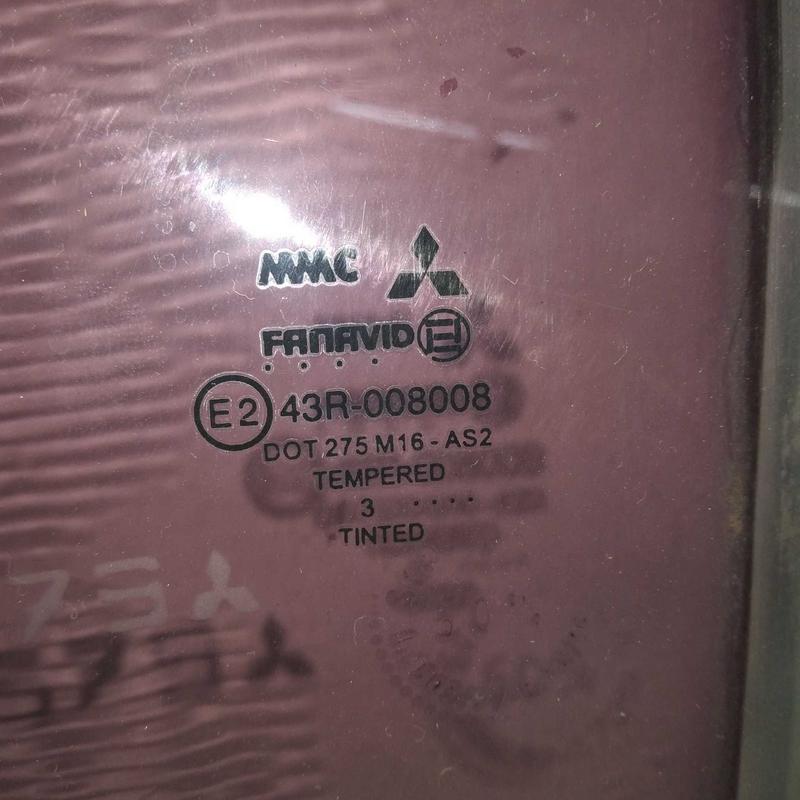 MMC
FANAVID
E2 43R-008008
DOT 275 M16 - AS2
TEMPERED
3 ....
TINTED